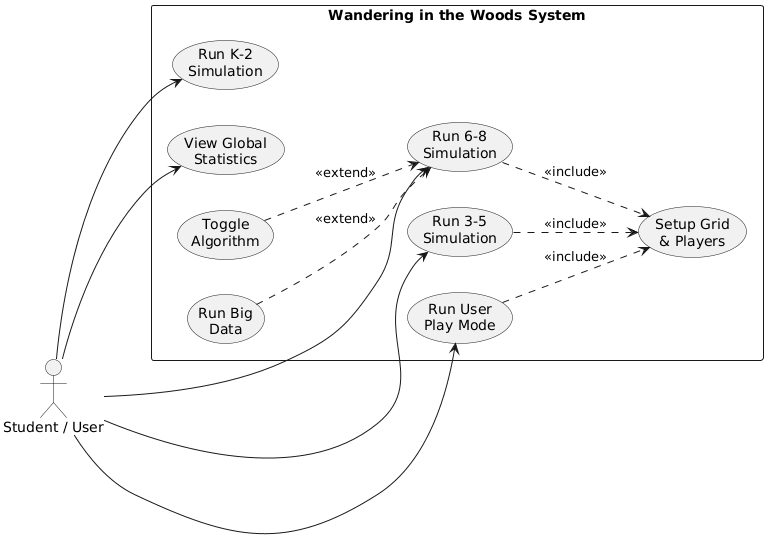 Wandering in the Woods System
Run K-2
Simulation
View Global
Statistics
Toggle
Algorithm
Run Big
Data
«extend»
«extend»
Run 6-8
Simulation
Run 3-5
Simulation
Run User
Play Mode
«include»
«include»
«include»
Setup Grid
& Players
Student / User